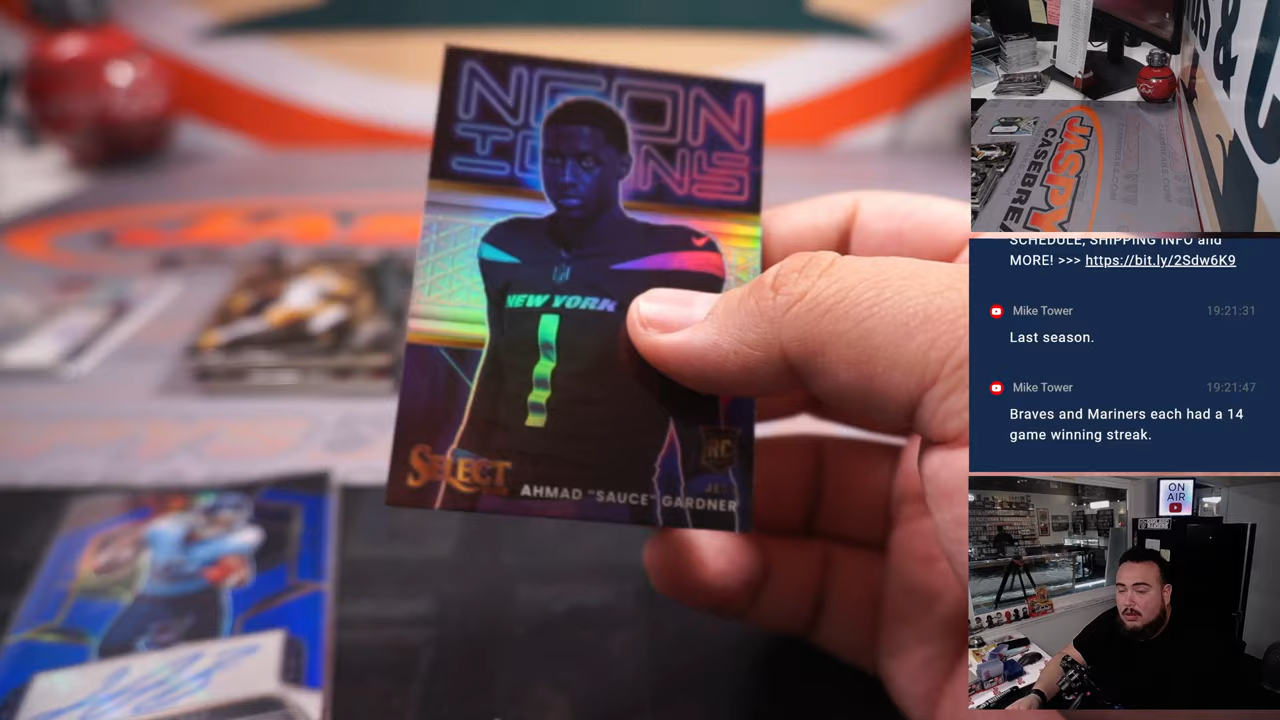 NEON
ICONS
NEW YORK
1
SELECT
RC
AHMAD "SAUCE" GARDNER
JASPY
CASEBREA
SCHEDULE, SHIPPING INFO and
MORE! >>> https://bit.ly/2Sdw6K9
Mike Tower 19:21:31
Last season.
Mike Tower 19:21:47
Braves and Mariners each had a 14
game winning streak.
ON
AIR